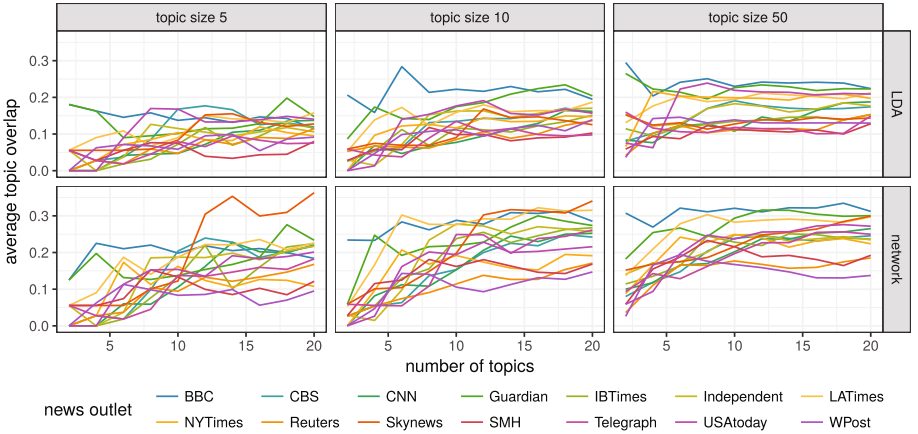 topic size 5 topic size 10 topic size 50
average topic overlap
0.3
0.2
0.1
0.0
LDA
0.3
0.2
0.1
0.0
network
5 10 15 20 5 10 15 20 5 10 15 20
number of topics
news outlet
BBC CBS CNN Guardian IBTimes Independent LATimes
NYTimes Reuters Skynews SMH Telegraph USAtoday WPost